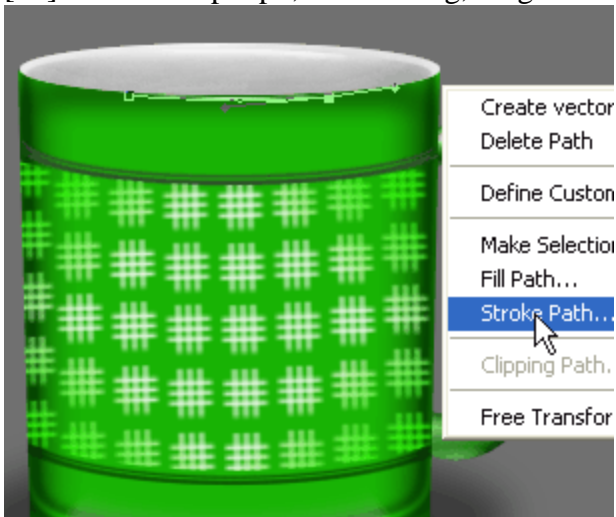 Create vector
Delete Path
Define Custom
Make Selection
Fill Path...
Stroke Path...
Clipping Path.
Free Transfor